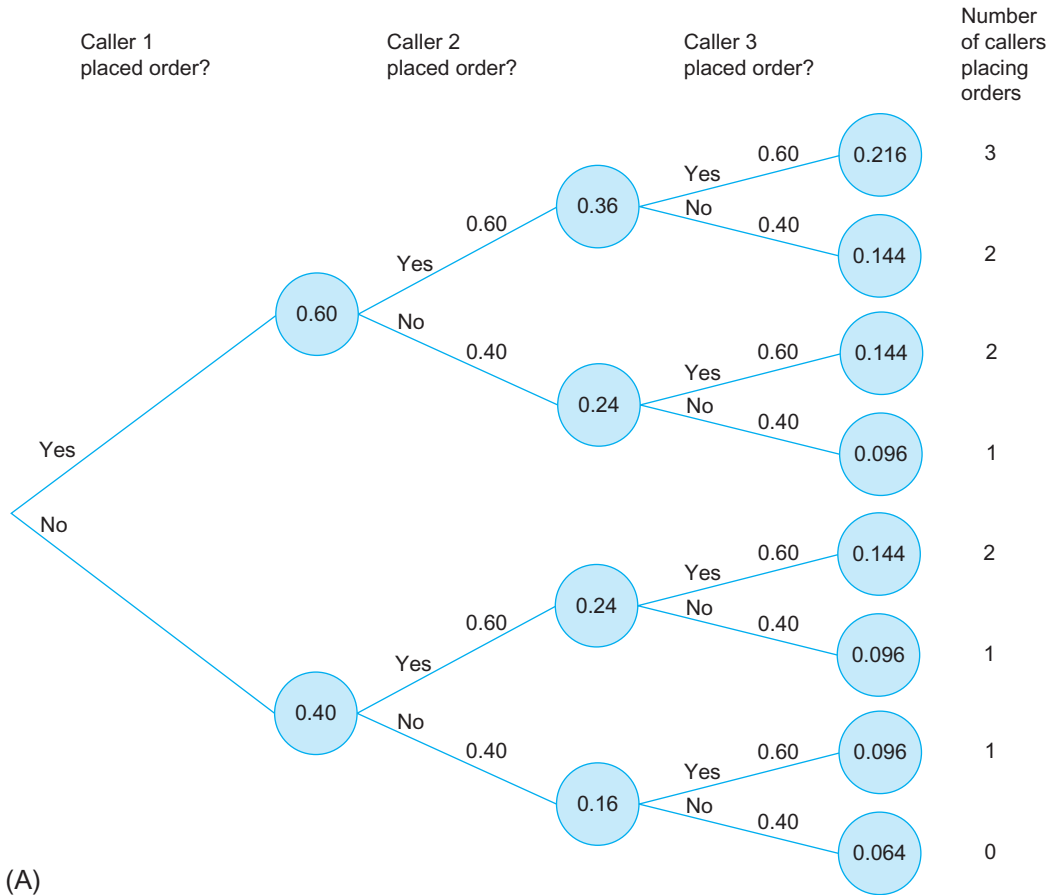 Caller 1
placed order?
Caller 2
placed order?
Caller 3
placed order?
Number
of callers
placing
orders
Yes
0.60
0.216
3
0.36
No
0.40
0.144
2
0.60
Yes
0.60
No
0.40
Yes
0.60
0.144
2
0.24
No
0.40
0.096
1
Yes
No
Yes
0.60
0.144
2
0.24
No
0.40
0.096
1
0.60
Yes
0.40
No
0.40
Yes
0.60
0.096
1
0.16
No
0.40
0.064
0
(A)